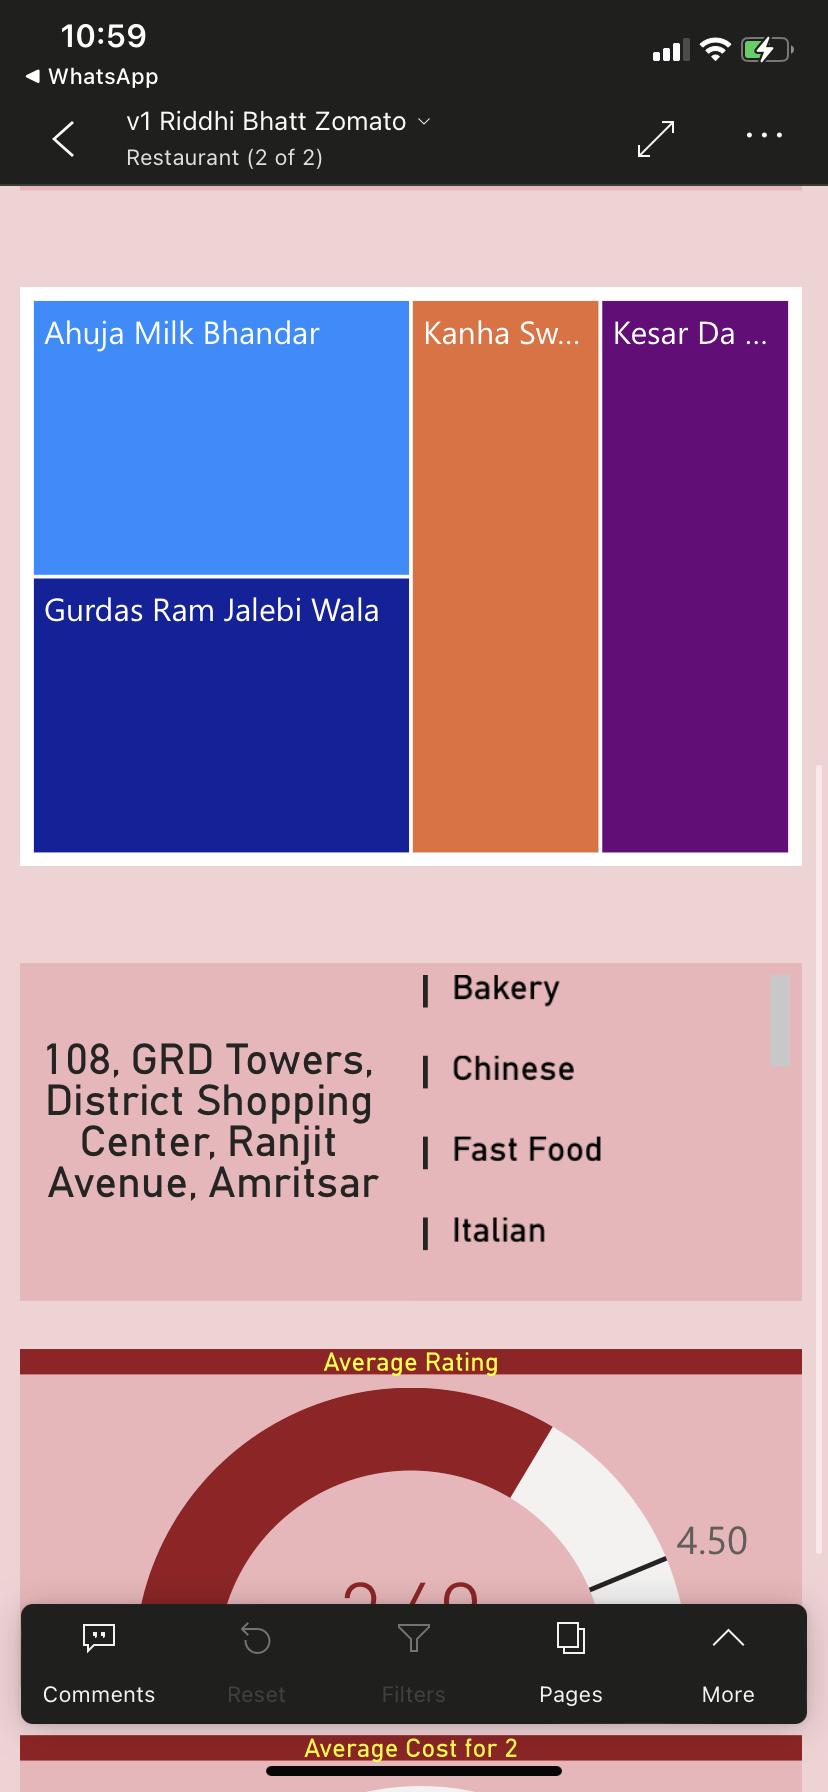 10:59
◀ WhatsApp
v1 Riddhi Bhatt Zomato
Restaurant (2 of 2)
Ahuja Milk Bhandar
Kanha Sw...
Kesar Da ...
Gurdas Ram Jalebi Wala
108, GRD Towers,
District Shopping
Center, Ranjit
Avenue, Amritsar
Bakery
Chinese
Fast Food
Italian
Average Rating
4.50
Comments
Reset
Filters
Pages
More
Average Cost for 2